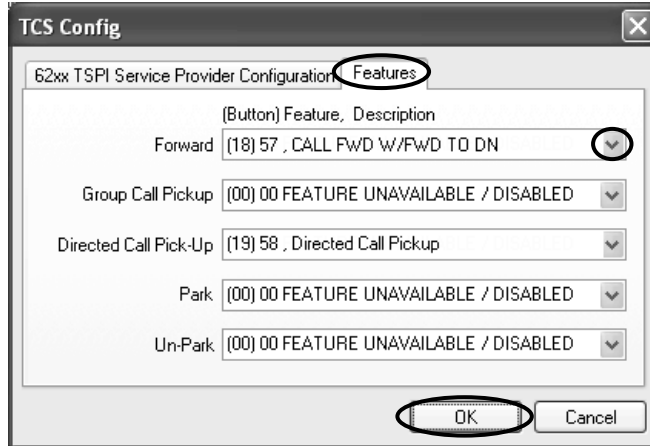 TCS Config
62xx TSPI Service Provider Configuration Features
(Button) Feature, Description
Forward (18) 57 , CALL FWD W/FWD TO DN
Group Call Pickup (00) 00 FEATURE UNAVAILABLE / DISABLED
Directed Call Pick-Up (19) 58 , Directed Call Pickup
Park (00) 00 FEATURE UNAVAILABLE / DISABLED
Un-Park (00) 00 FEATURE UNAVAILABLE / DISABLED
OK Cancel